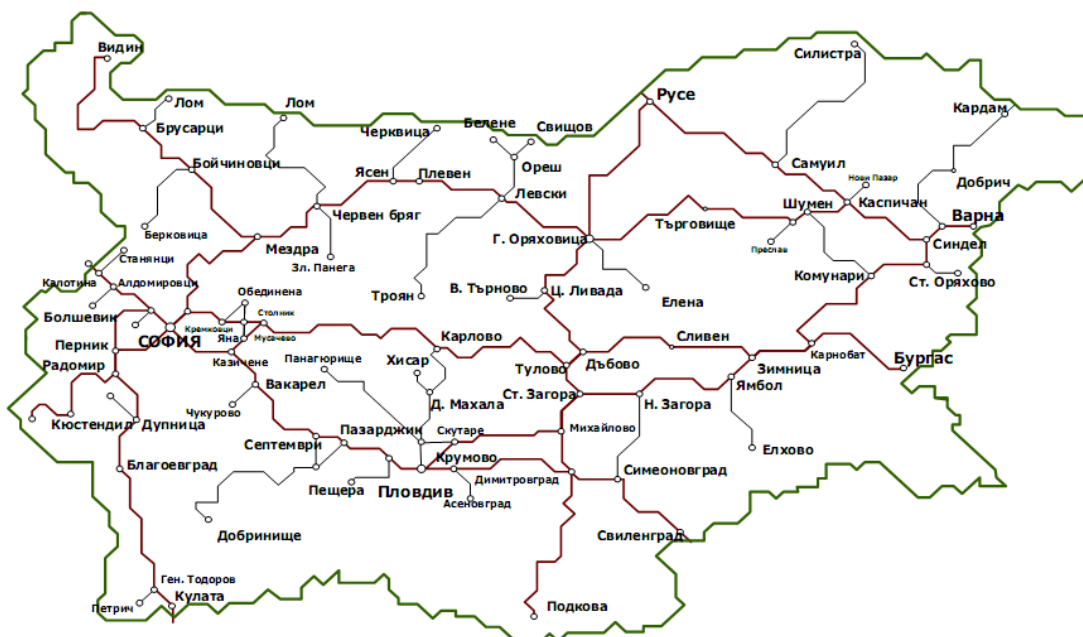 Видин
Лом
Лом
Черквица
Белене
Свищов
Русе
Силистра
Кардам
Брусарци
Бойчиновци
Ясен
Плевен
Ореш
Левски
Самуил
Нови Пазар
Каспичан
Добрич
Берковица
Мездра
Червен бряг
Зл. Панега
Троян
Г. Оряховица
Търговище
Шумен
Преслав
Варна
Синдел
Станянци
Калотина
Алдомировци
Болшевик
СОФИЯ
Обединена
Кремиковци
Столник
Яна
Мусачево
Казичене
В. Търново
Ц. Ливада
Елена
Комунари
Ст. Оряхово
Перник
Радомир
Панагюрище
Хисар
Карлово
Тулово
Дъбово
Сливен
Зимница
Карнобат
Бургас
Вакарел
Чукурово
Д. Махала
Ст. Загора
Н. Загора
Ямбол
Кюстендил
Дупница
Септември
Пазарджик
Скутаре
Михайлово
Елхово
Благоевград
Пещера
Пловдив
Крумово
Асеновград
Димитровград
Симеоновград
Добринище
Свиленград
Ген. Тодоров
Петрич
Кулата
Подкова